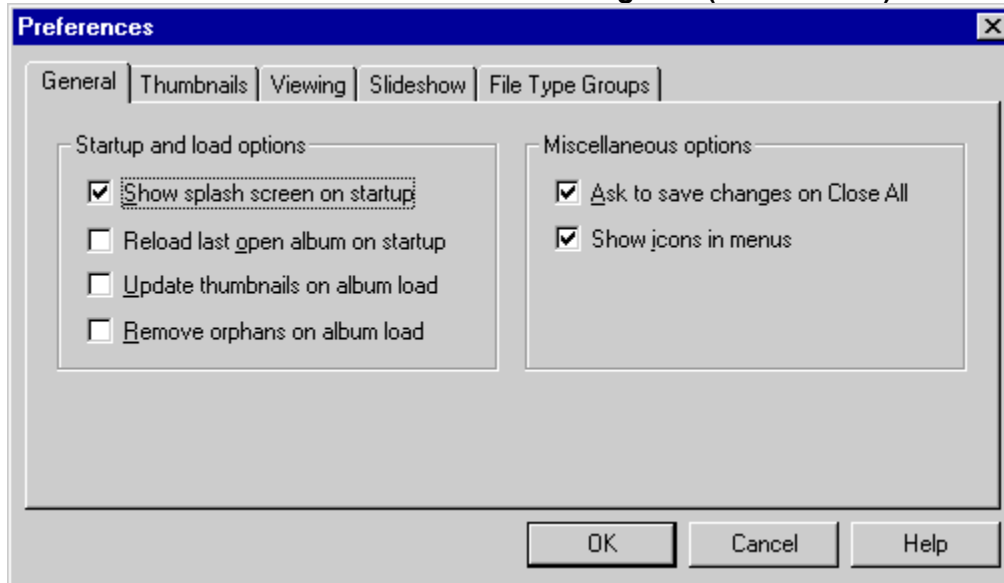 Preferences
General Thumbnails Viewing Slideshow File Type Groups
Startup and load options
Show splash screen on startup
Reload last open album on startup
Update thumbnails on album load
Remove orphans on album load
Miscellaneous options
Ask to save changes on Close All
Show icons in menus
OK Cancel Help